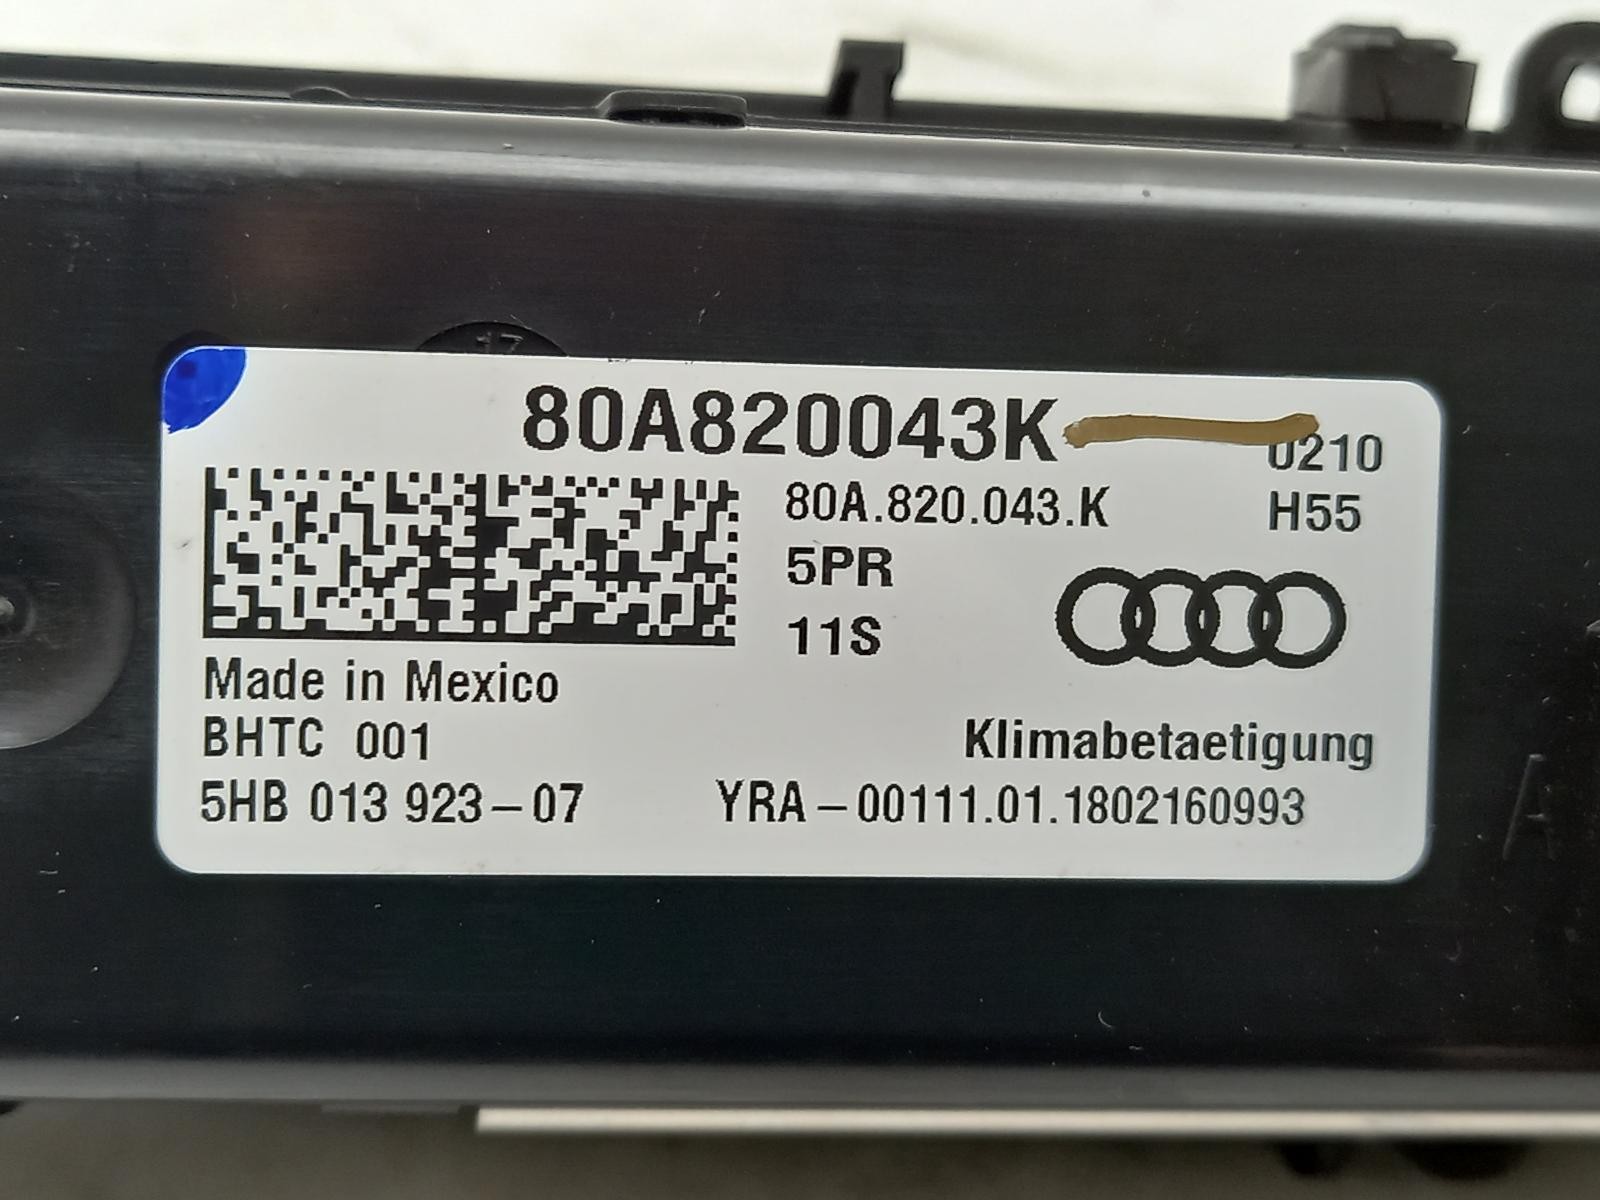 17
80A820043K
0210
80A.820.043.K
H55
5PR
11S
Made in Mexico
BHTC 001
Klimabetaetigung
5HB 013 923-07
YRA-00111.01.1802160993
A